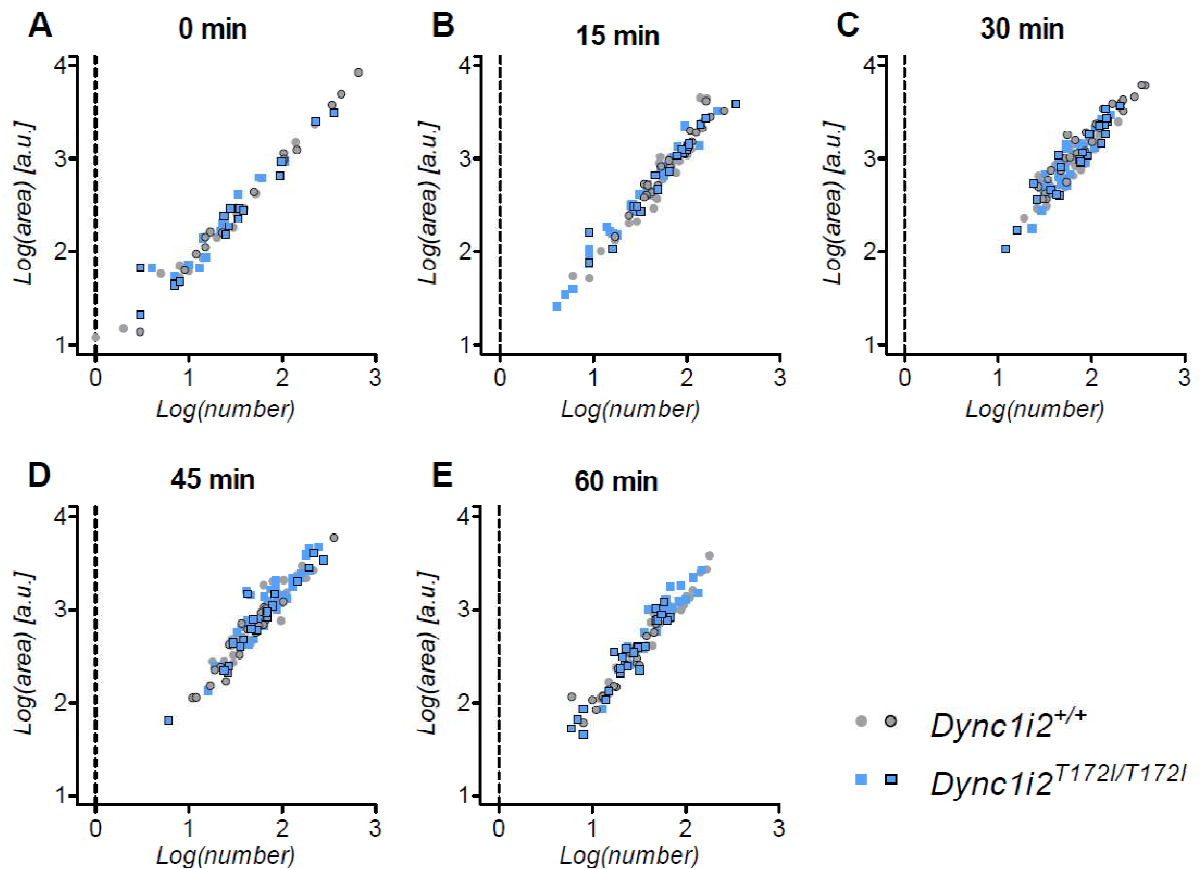 A
0 min
Log(area) [a.u.]
4
3
2
1
0
1
2
3
Log(number)
B
15 min
Log(area) [a.u.]
4
3
2
1
0
1
2
3
Log(number)
C
30 min
Log(area) [a.u.]
4
3
2
1
0
1
2
3
Log(number)
D
45 min
Log(area) [a.u.]
4
3
2
1
0
1
2
3
Log(number)
E
60 min
Log(area) [a.u.]
4
3
2
1
0
1
2
3
Log(number)
Dync1i2+/+
Dync1i2T172I/T172I